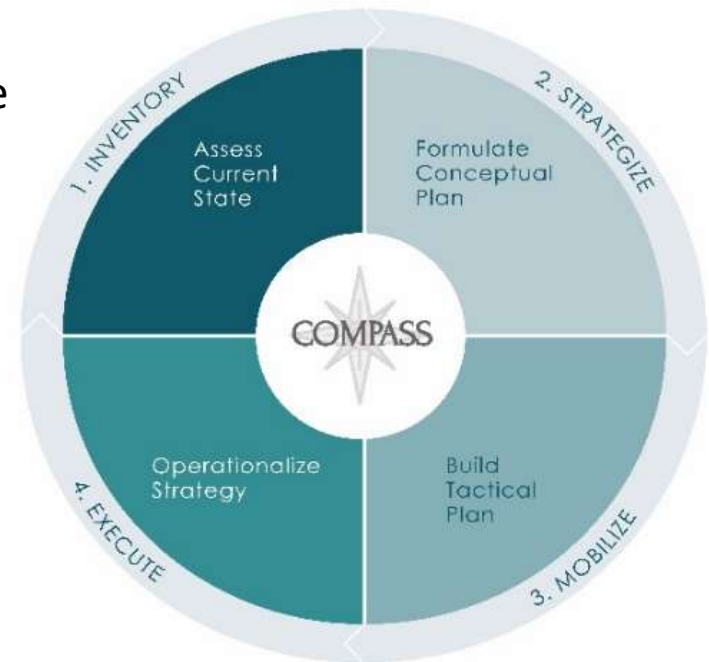 e
1. INVENTORY
Assess
Current
State
2. STRATEGIZE
Formulate
Conceptual
Plan
COMPASS
3. MOBILIZE
Build
Tactical
Plan
4. EXECUTE
Operationalize
Strategy